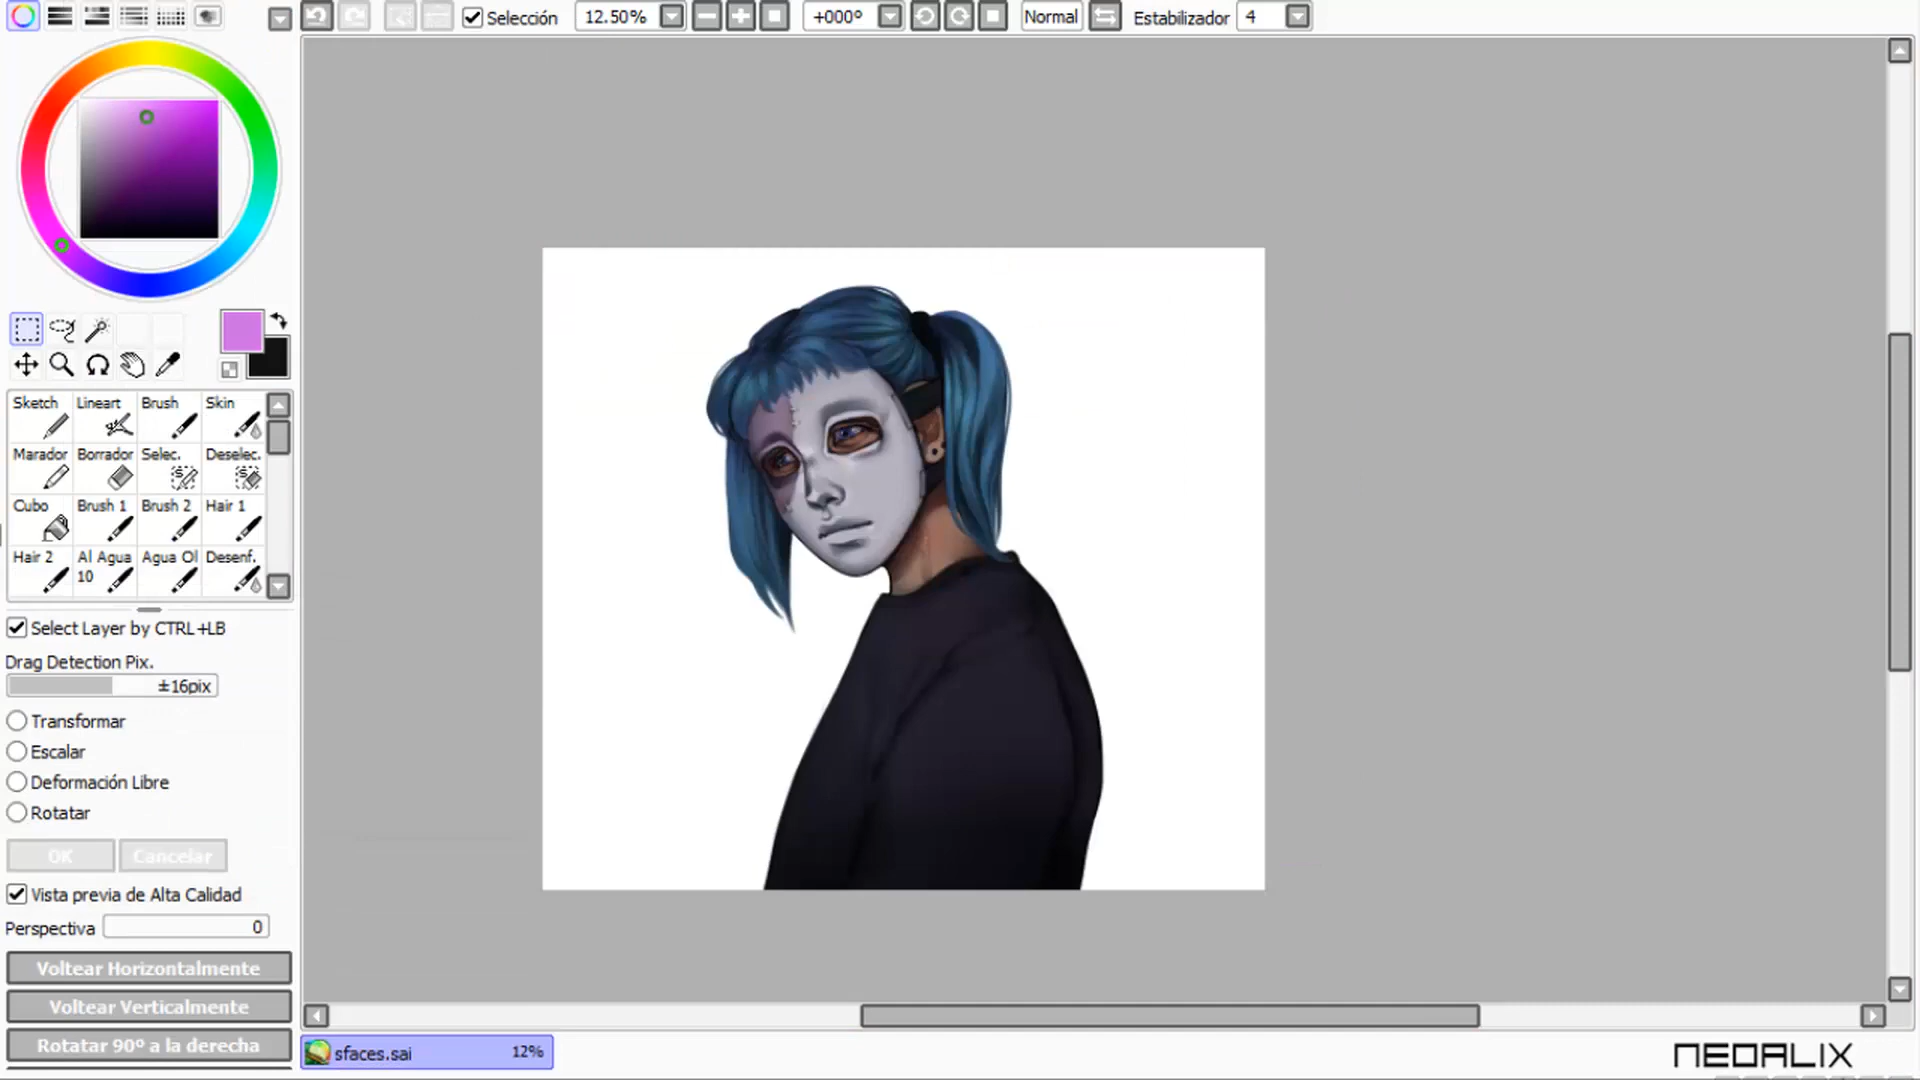 Selección 12.50% +000º Normal Estabilizador 4
Sketch Lineart Brush Skin
Marador Borrador Selec. Deselec.
Cubo Brush 1 Brush 2 Hair 1
Hair 2 Al Agua 10 Agua Ol Desenf.
Select Layer by CTRL+LB
Drag Detection Pix.
±16pix
Transformar
Escalar
Deformación Libre
Rotatar
OK Cancelar
Vista previa de Alta Calidad
Perspectiva 0
Voltear Horizontalmente
Voltear Verticalmente
Rotatar 90º a la derecha
sfaces.sai 12%
NEOALIX